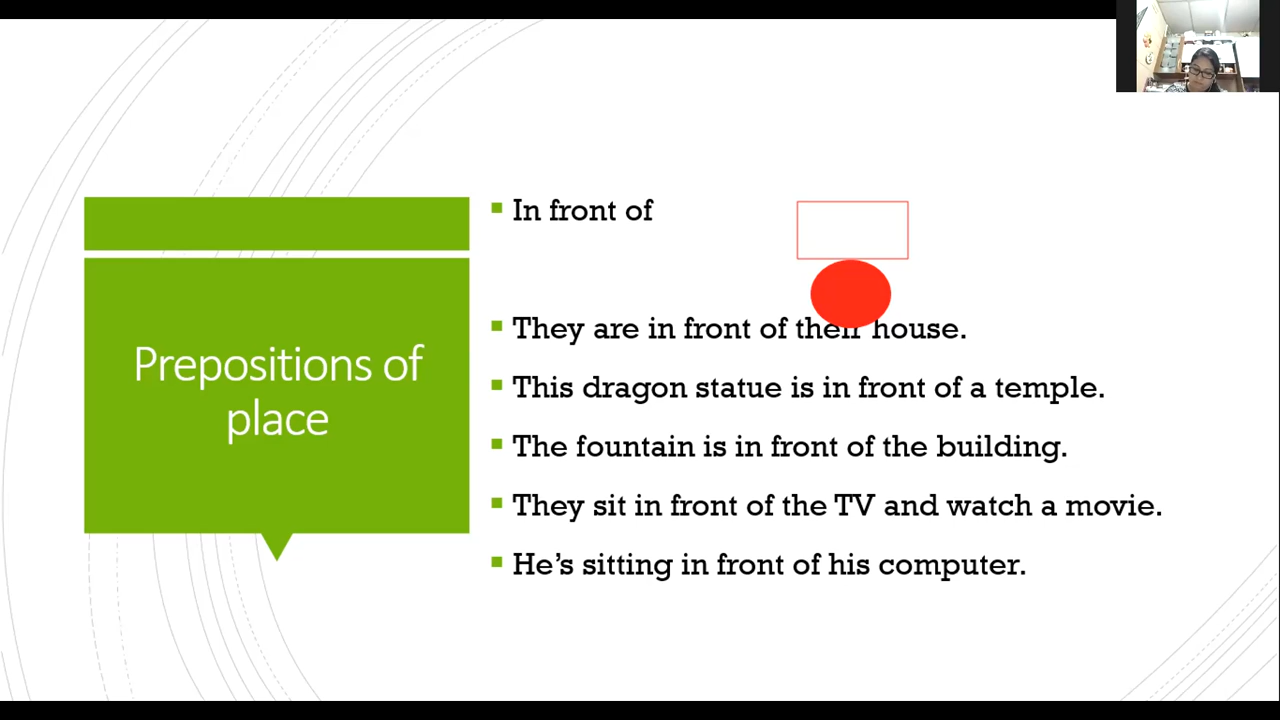 Prepositions of
place
In front of
They are in front of their house.
This dragon statue is in front of a temple.
The fountain is in front of the building.
They sit in front of the TV and watch a movie.
He's sitting in front of his computer.